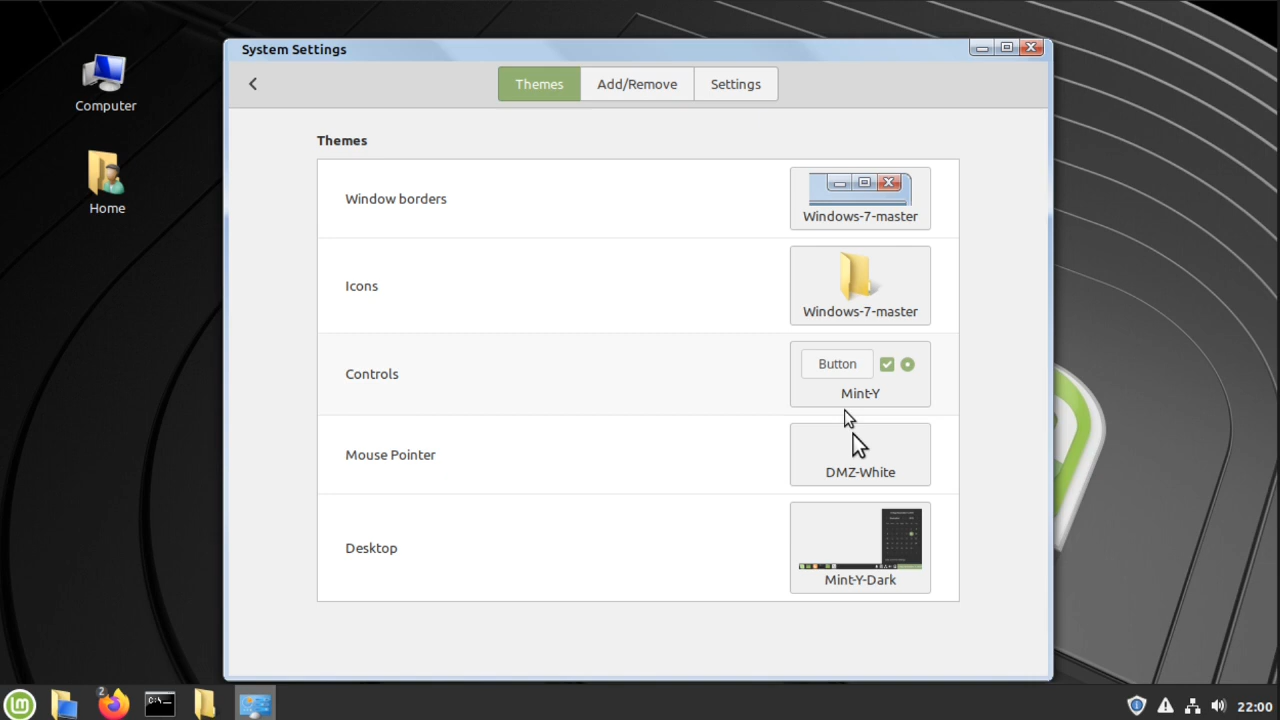 System Settings
Themes
Add/Remove
Settings
Computer
Home
Themes
Window borders
Windows-7-master
Icons
Windows-7-master
Controls
Button
Mint-Y
Mouse Pointer
DMZ-White
Desktop
Mint-Y-Dark
2
C:\-
22:00